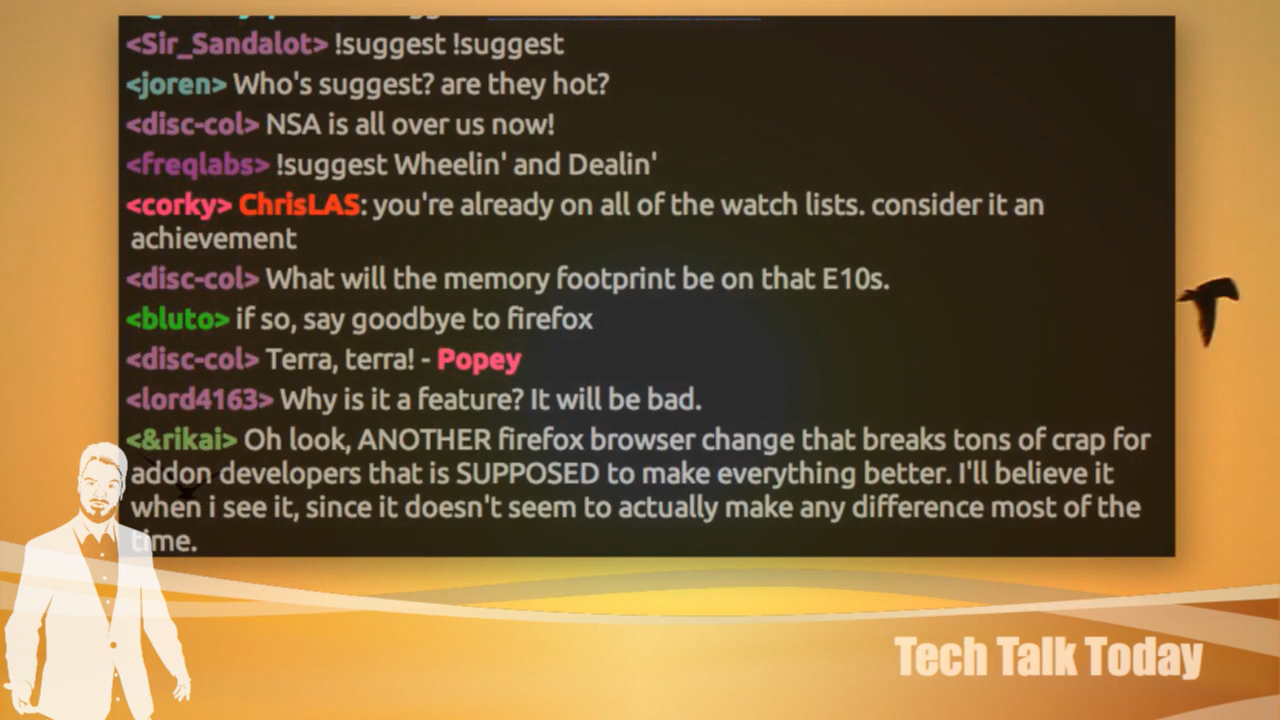 <Sir_Sandalot> !suggest !suggest
<joren> Who's suggest? are they hot?
<disc-col> NSA is all over us now!
<freqlabs> !suggest Wheelin' and Dealin'
<corky> ChrisLAS: you're already on all of the watch lists. consider it an
achievement
<disc-col> What will the memory footprint be on that E10s.
<bluto> if so, say goodbye to firefox
<disc-col> Terra, terra! - Popey
<lord4163> Why is it a feature? It will be bad.
<&rikai> Oh look, ANOTHER firefox browser change that breaks tons of crap for
addon developers that is SUPPOSED to make everything better. I'll believe it
when i see it, since it doesn't seem to actually make any difference most of the
time.
Tech Talk Today